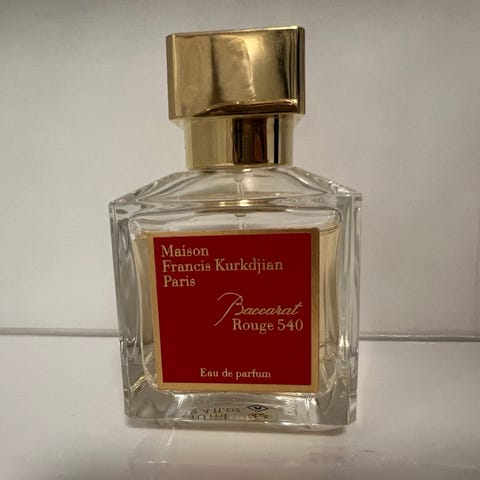 Maison
Francis Kurkdjian
Paris
Baccarat
Rouge 540
Eau de parfum